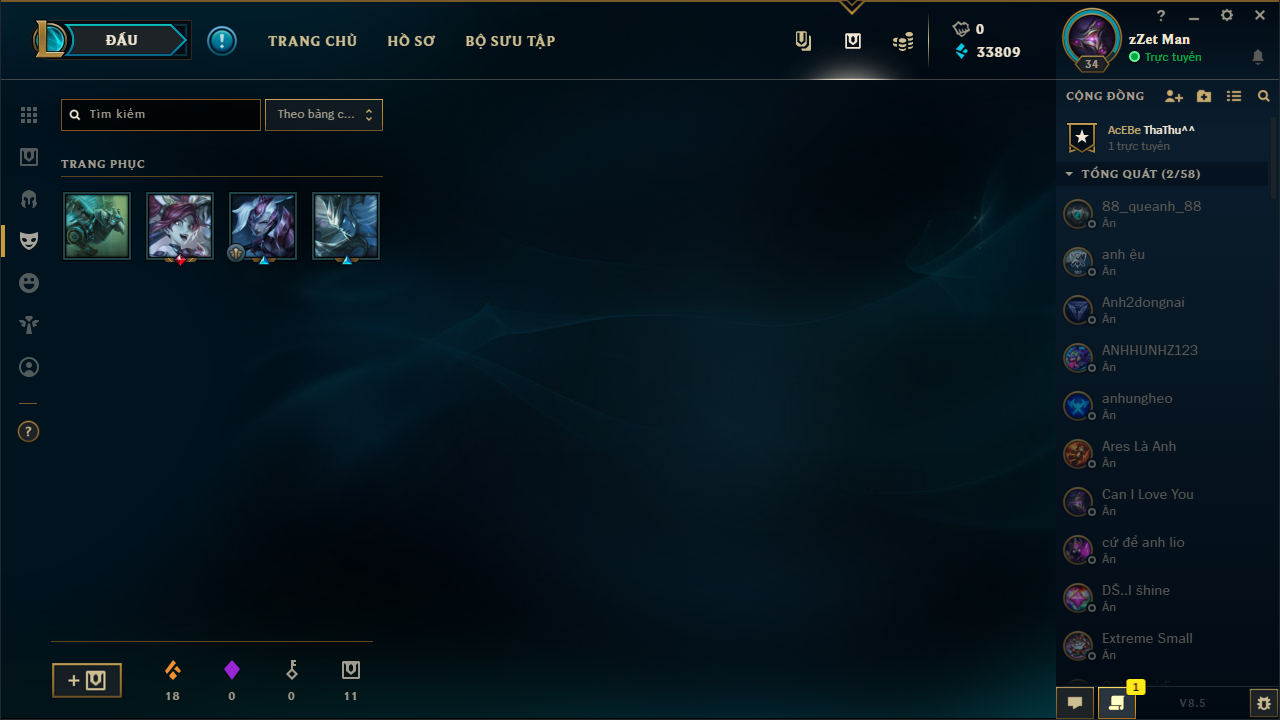 ĐẤU
!
TRANG CHỦ
HỒ SƠ
BỘ SƯU TẬP
0
33809
?
zZet Man
Trực tuyến
34
Tìm kiếm
Theo bảng c...
TRANG PHỤC
?
18
0
0
11
CỘNG ĐỒNG
AcEBe ThaThu^^
1 trực tuyến
TỔNG QUÁT (2/58)
88_queanh_88
Ẩn
anh ệu
Ẩn
Anh2dongnai
Ẩn
ANHHUNHZ123
Ẩn
anhungheo
Ẩn
Ares Là Anh
Ẩn
Can I Love You
Ẩn
cứ để anh lio
Ẩn
DŠ..I šhine
Ẩn
Extreme Small
Ẩn
1
V8.5